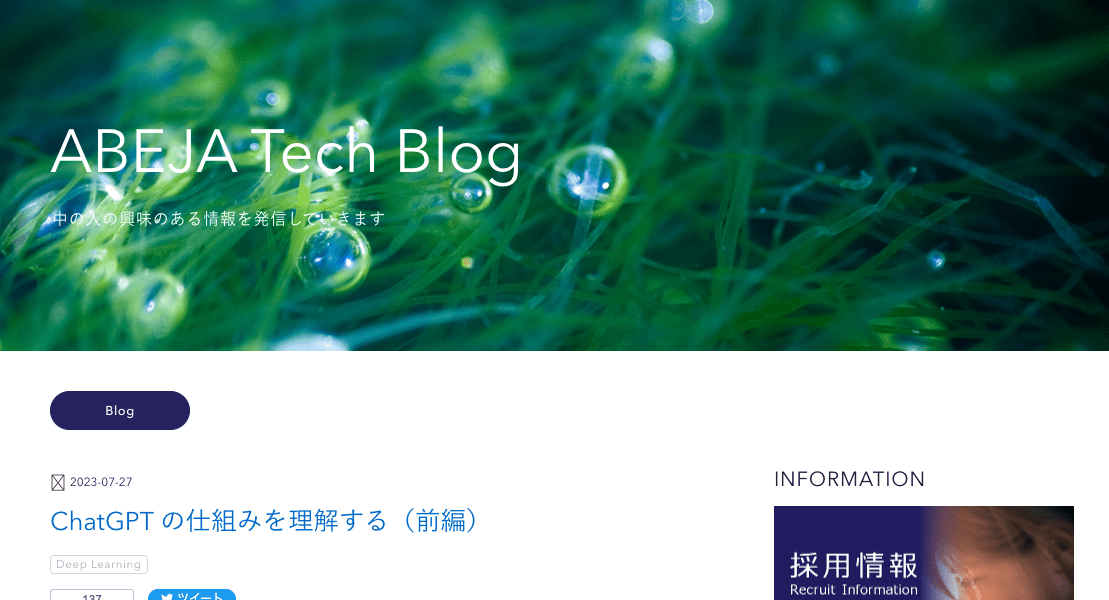 ABEJA Tech Blog
中の人の興味のある情報を発信していきます
Blog
2023-07-27
INFORMATION
ChatGPT の仕組みを理解する（前編）
Deep Learning
137
ツイート
採用情報
Recruit Information